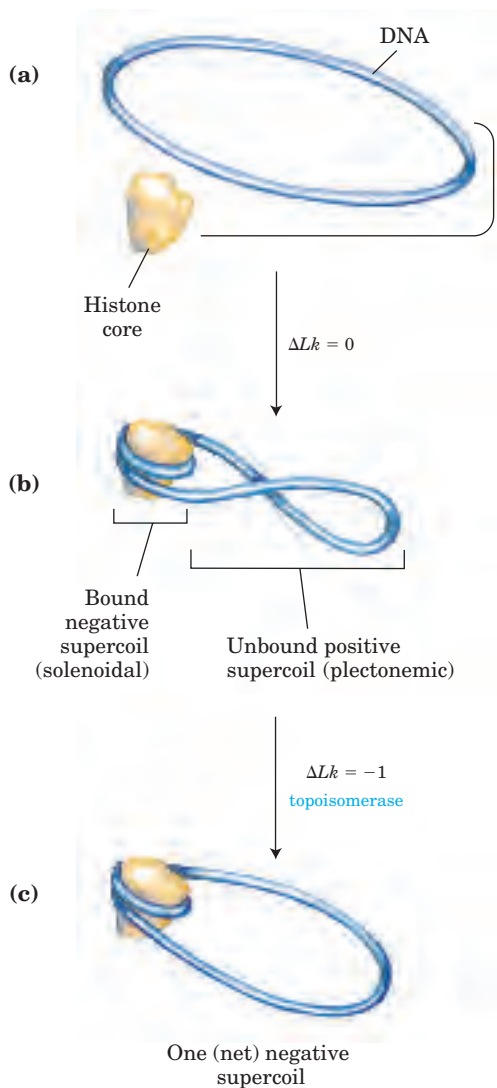 (a)
DNA
Histone
core
ΔLk = 0
(b)
Bound
negative
supercoil
(solenoidal)
Unbound positive
supercoil (plectonemic)
ΔLk = −1
topoisomerase
(c)
One (net) negative
supercoil